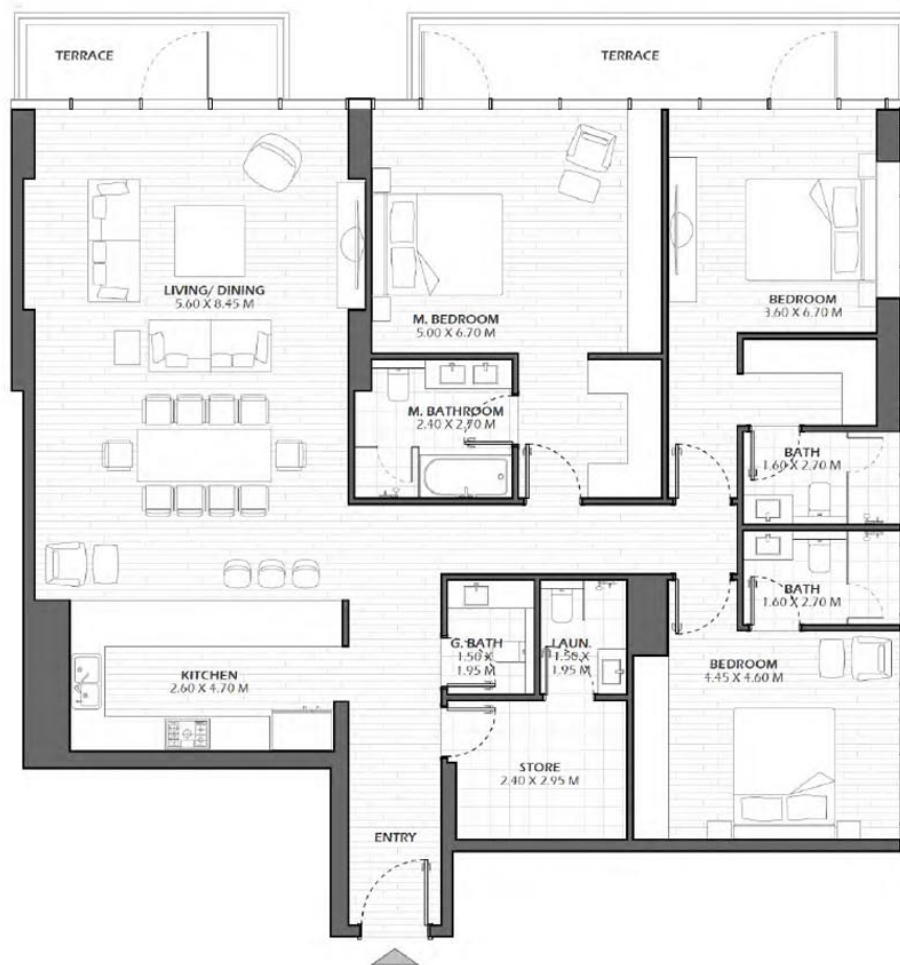 TERRACE
TERRACE
LIVING/ DINING
5.60 X 8.45 M
M. BEDROOM
5.00 X 6.70 M
BEDROOM
3.60 X 6.70 M
M. BATHROOM
2.40 X 2.70 M
BATH
1.60 X 2.70 M
BATH
1.60 X 2.70 M
G. BATH
1.50 X
1.95 M
LAUN.
1.50 X
1.95 M
KITCHEN
2.60 X 4.70 M
BEDROOM
4.45 X 4.60 M
STORE
2.40 X 2.95 M
ENTRY